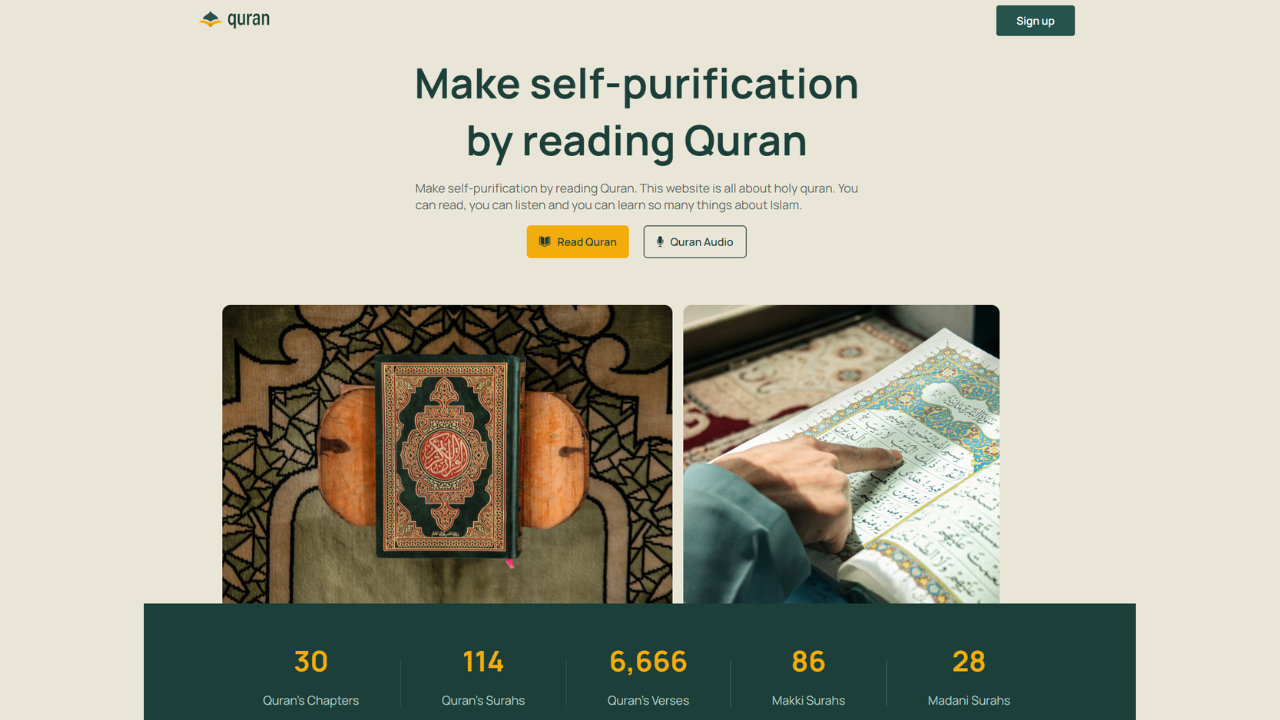 quran
Sign up
Make self-purification
by reading Quran
Make self-purification by reading Quran. This website is all about holy quran. You
can read, you can listen and you can learn so many things about Islam.
Read Quran
Quran Audio
30
Quran's Chapters
114
Quran's Surahs
6,666
Quran's Verses
86
Makki Surahs
28
Madani Surahs